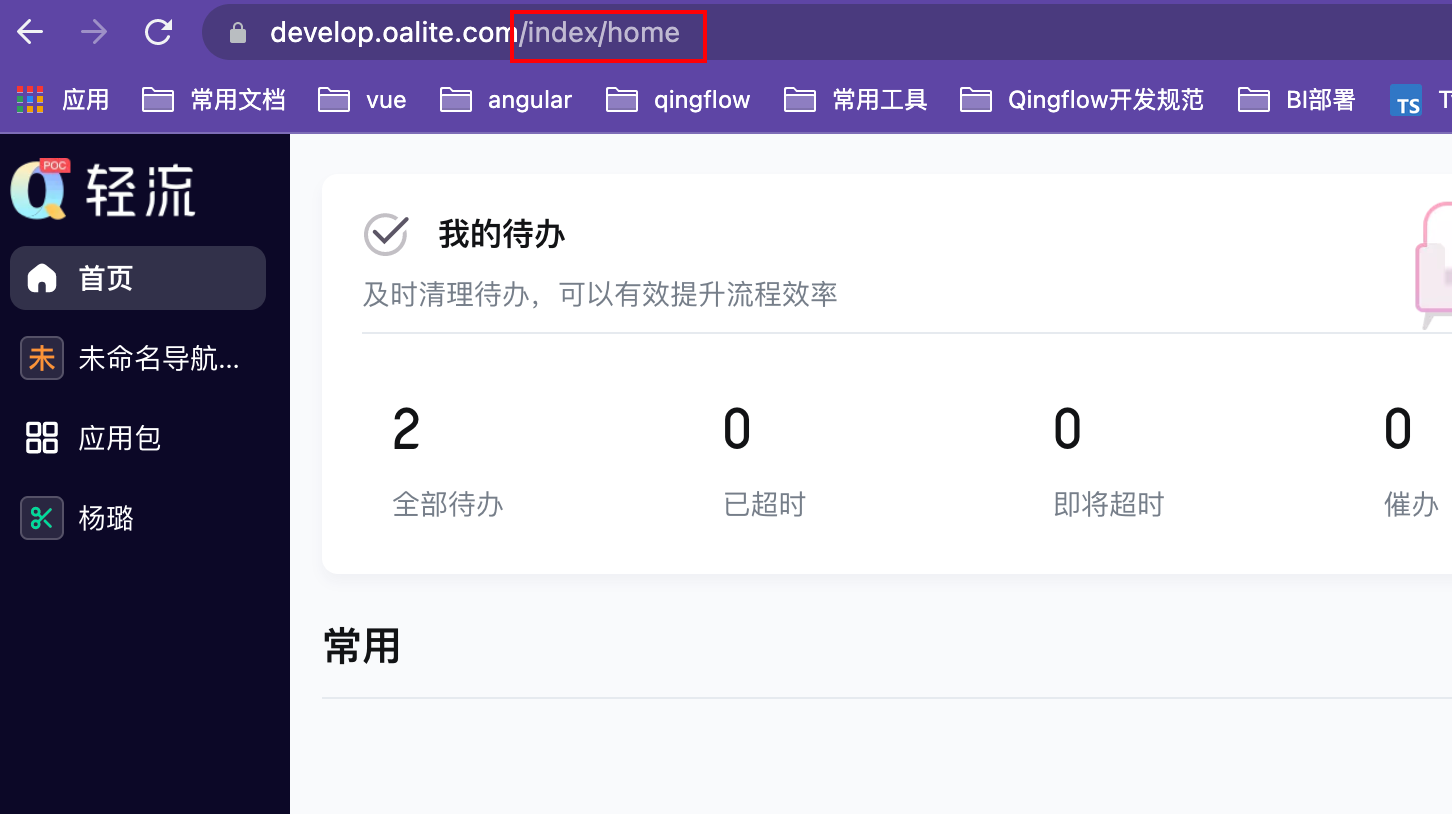 develop.oalite.com/index/home
应用 常用文档 vue angular qingflow 常用工具 Qingflow开发规范 BI部署 TS T
POC
轻流
首页
未 未命名导航...
应用包
杨璐
我的待办
及时清理待办，可以有效提升流程效率
2 0 0 0
全部待办 已超时 即将超时 催办
常用